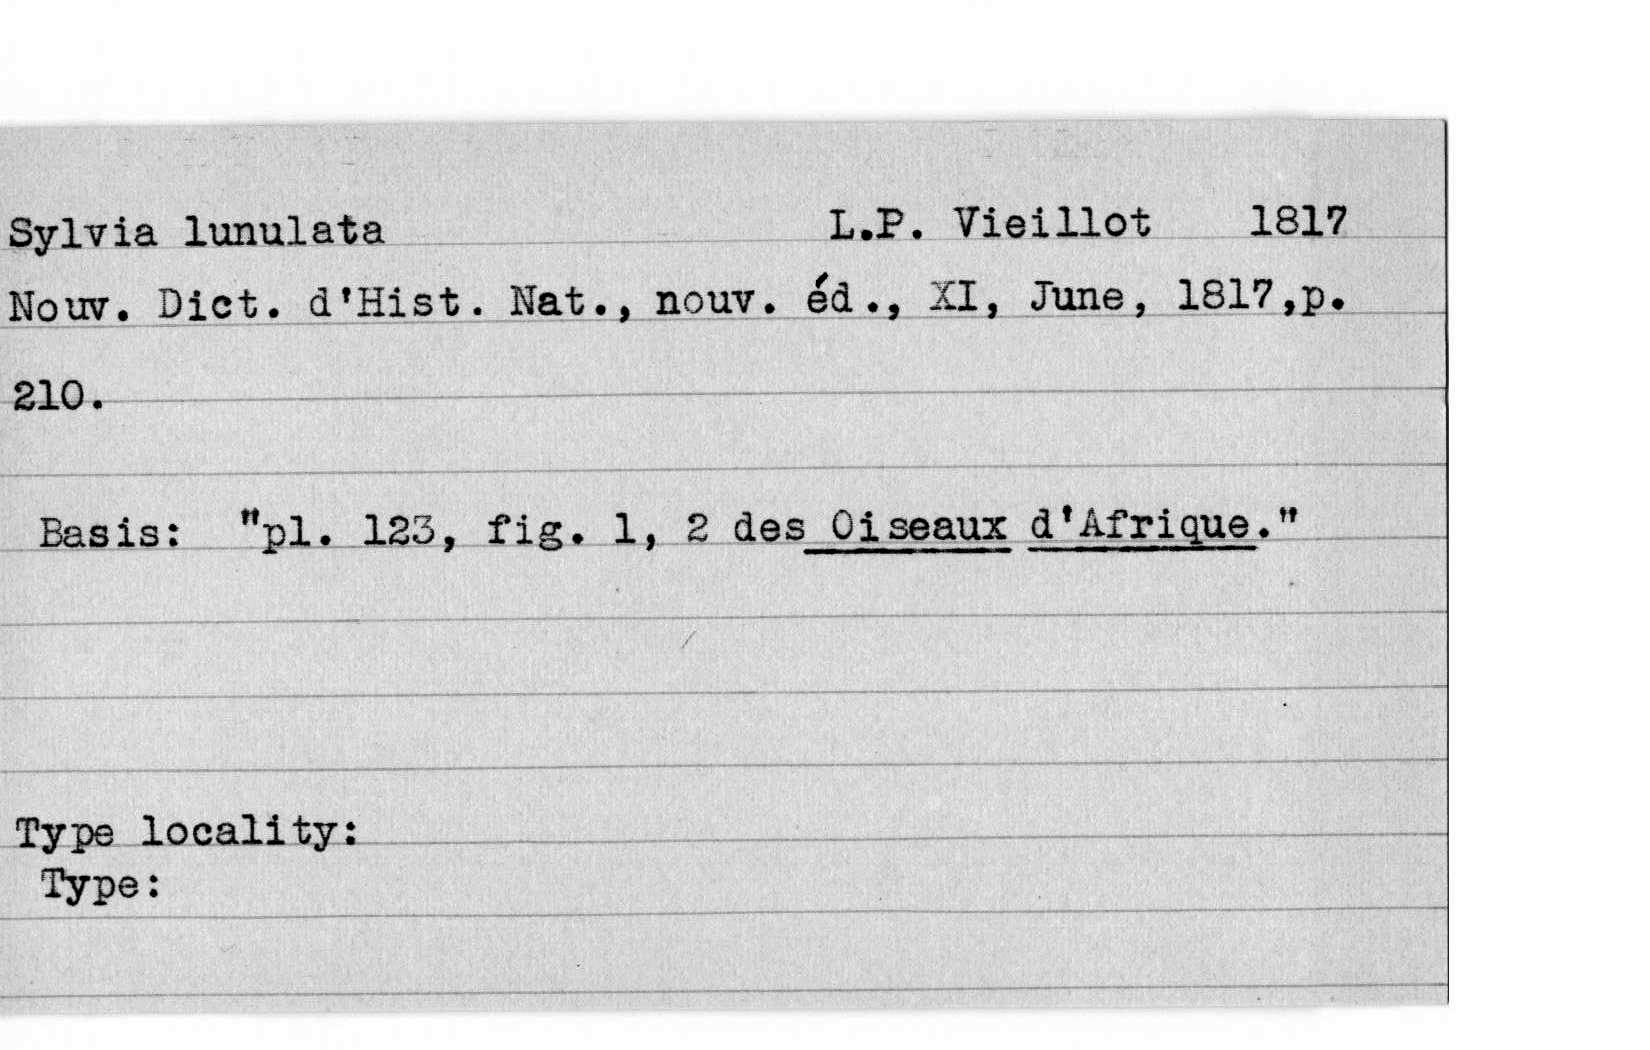 Sylvia lunulata L.P. Vieillot 1817
Nouv. Dict. d'Hist. Nat., nouv. éd., XI, June, 1817,p.
210.
Basis: "pl. 123, fig. 1, 2 des Oiseaux d'Afrique."
Type locality:
Type: